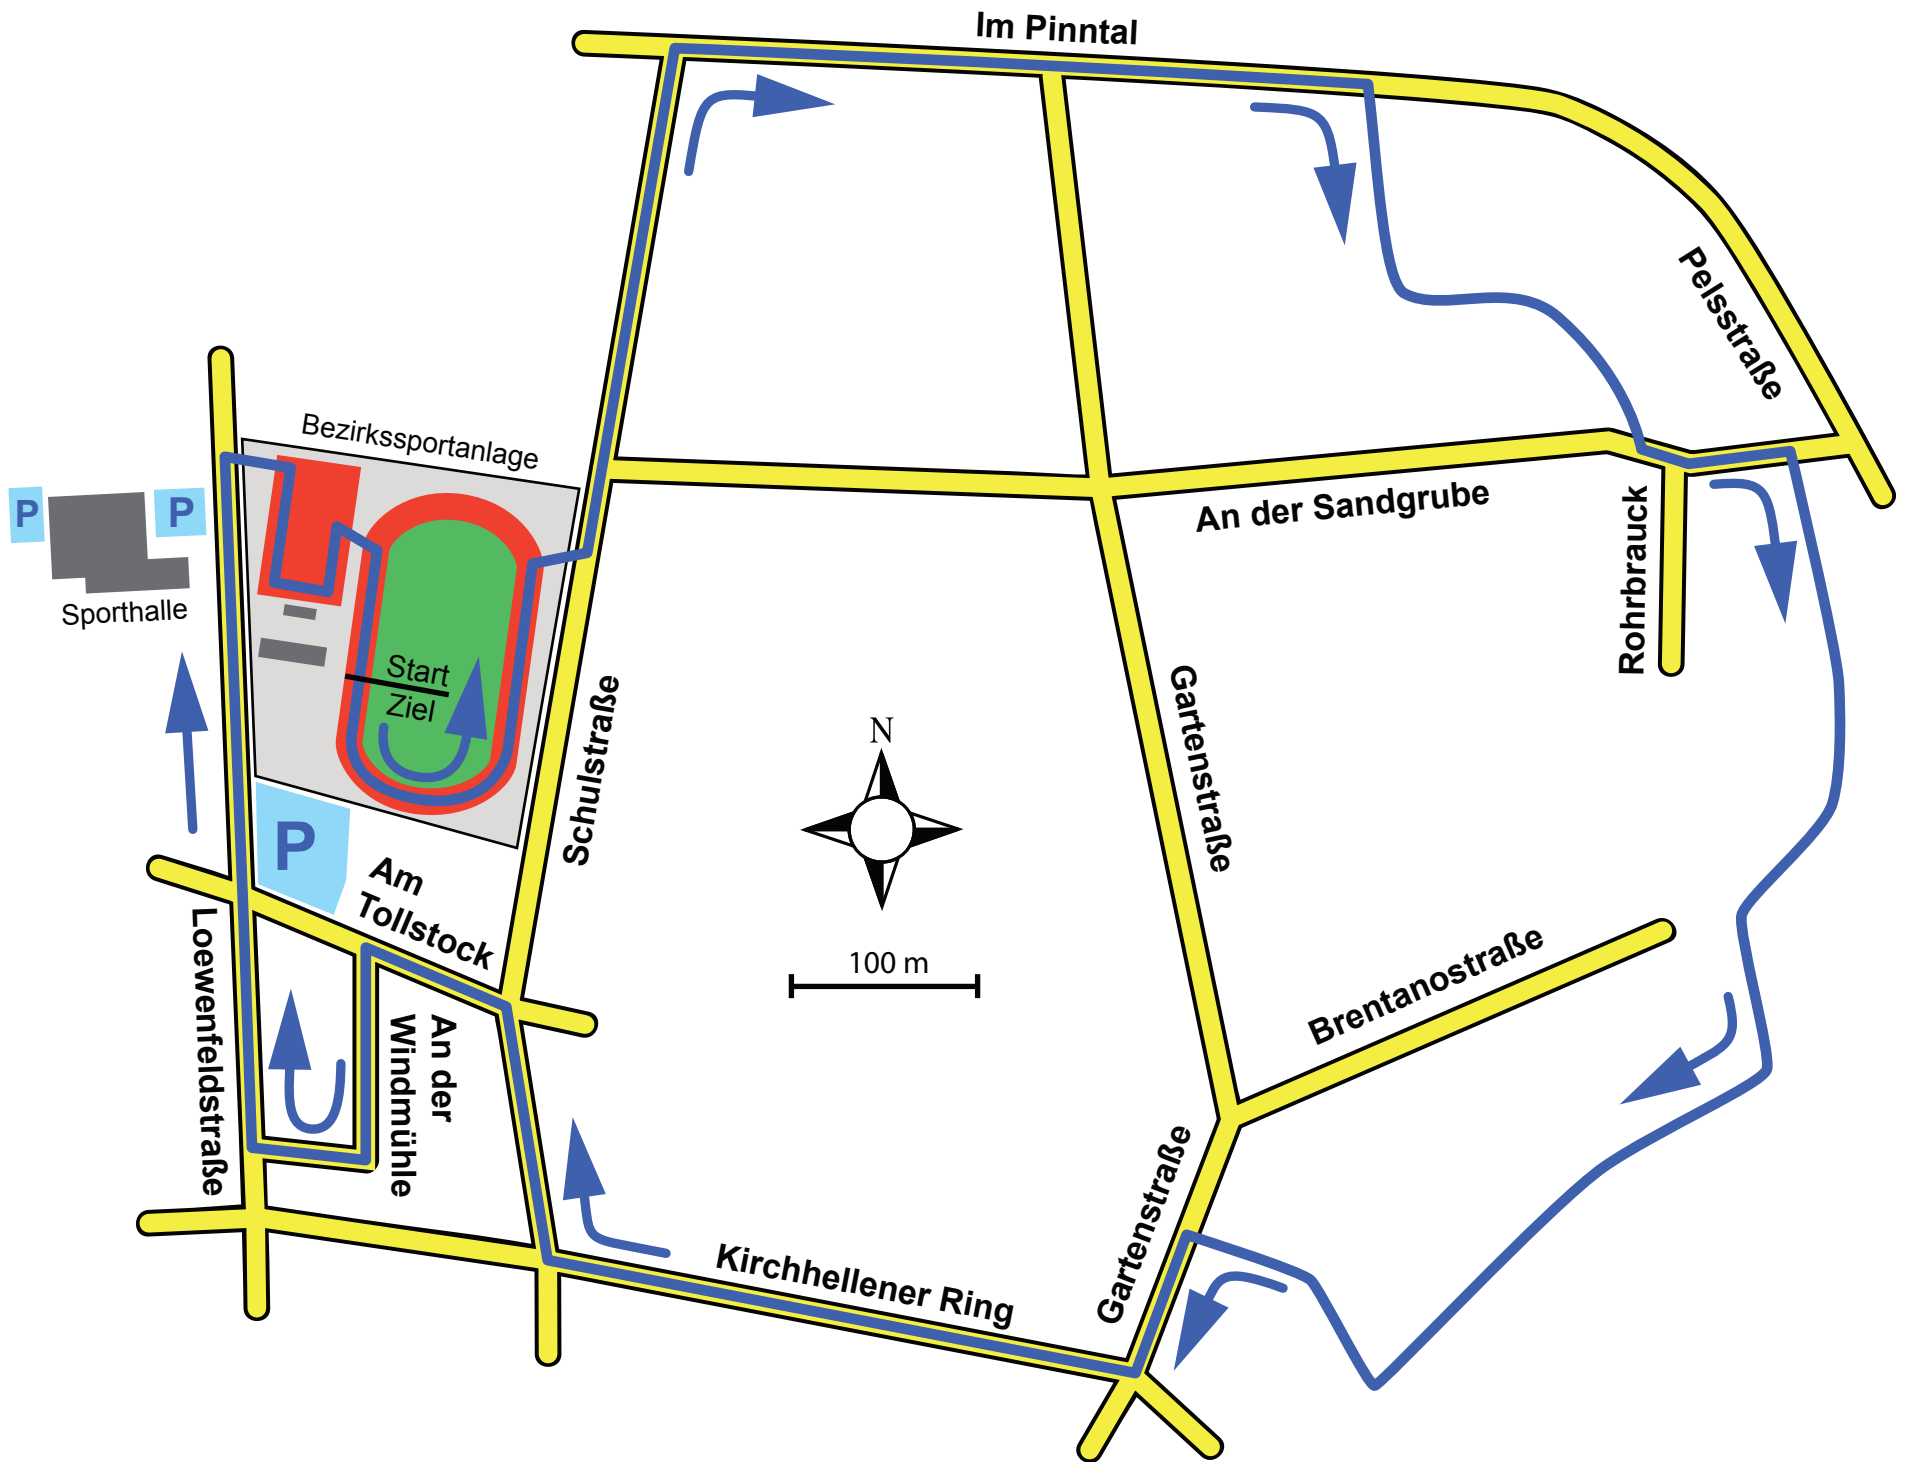 Im Pinntal
Pelsstraße
Bezirkssportanlage
P
P
Sporthalle
An der Sandgrube
Rohrbrauck
Start
Ziel
Schulstraße
Gartenstraße
N
P
Am
Tollstock
100 m
Loewenfeldstraße
An der
Windmühle
Brentanostraße
Gartenstraße
Kirchhellener Ring